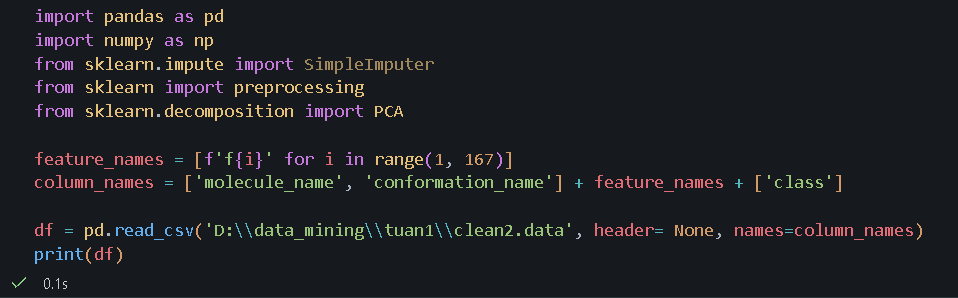 import pandas as pd
import numpy as np
from sklearn.impute import SimpleImputer
from sklearn import preprocessing
from sklearn.decomposition import PCA
feature_names = [f'f{i}' for i in range(1, 167)]
column_names = ['molecule_name', 'conformation_name'] + feature_names + ['class']
df = pd.read_csv('D:\\data_mining\\tuan1\\clean2.data', header= None, names=column_names)
print(df)
0.1s